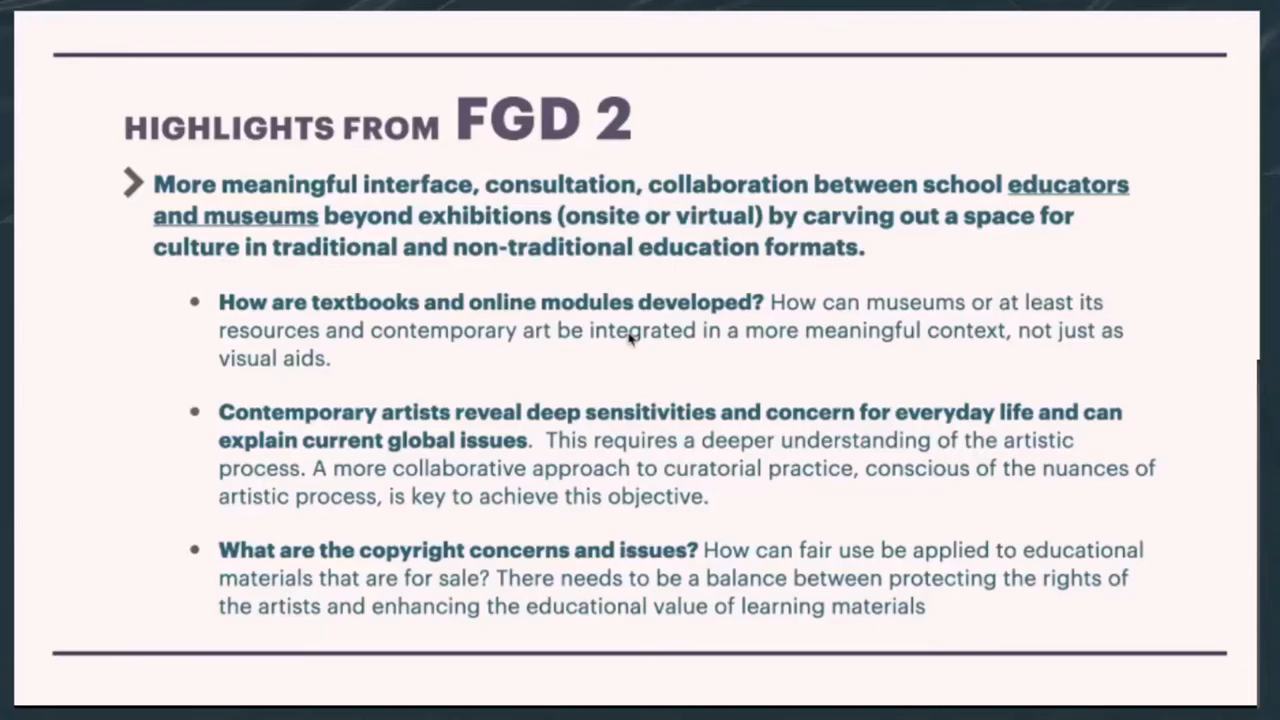 HIGHLIGHTS FROM FGD 2
More meaningful interface, consultation, collaboration between school educators
and museums beyond exhibitions (onsite or virtual) by carving out a space for
culture in traditional and non-traditional education formats.
• How are textbooks and online modules developed? How can museums or at least its
resources and contemporary art be integrated in a more meaningful context, not just as
visual aids.
• Contemporary artists reveal deep sensitivities and concern for everyday life and can
explain current global issues. This requires a deeper understanding of the artistic
process. A more collaborative approach to curatorial practice, conscious of the nuances of
artistic process, is key to achieve this objective.
• What are the copyright concerns and issues? How can fair use be applied to educational
materials that are for sale? There needs to be a balance between protecting the rights of
the artists and enhancing the educational value of learning materials